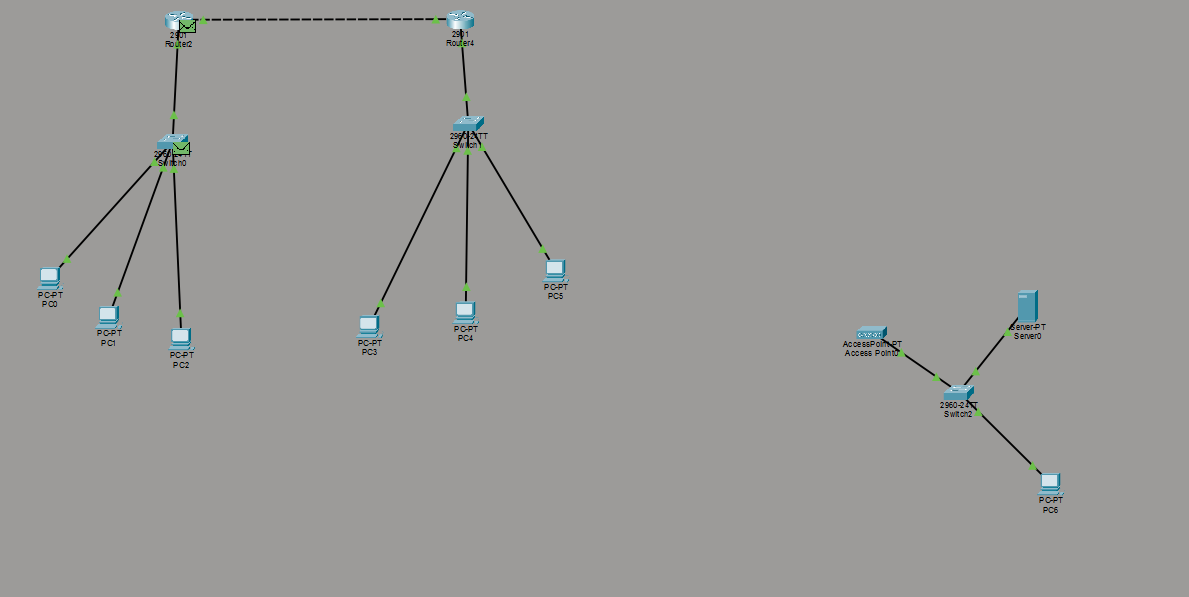 2901
Router2
2901
Router4
2960-24TT
Switch0
2960-24TT
Switch1
PC-PT
PC0
PC-PT
PC1
PC-PT
PC2
PC-PT
PC3
PC-PT
PC4
PC-PT
PC5
AccessPoint-PT
Access Point0
Server-PT
Server0
2960-24TT
Switch2
PC-PT
PC6